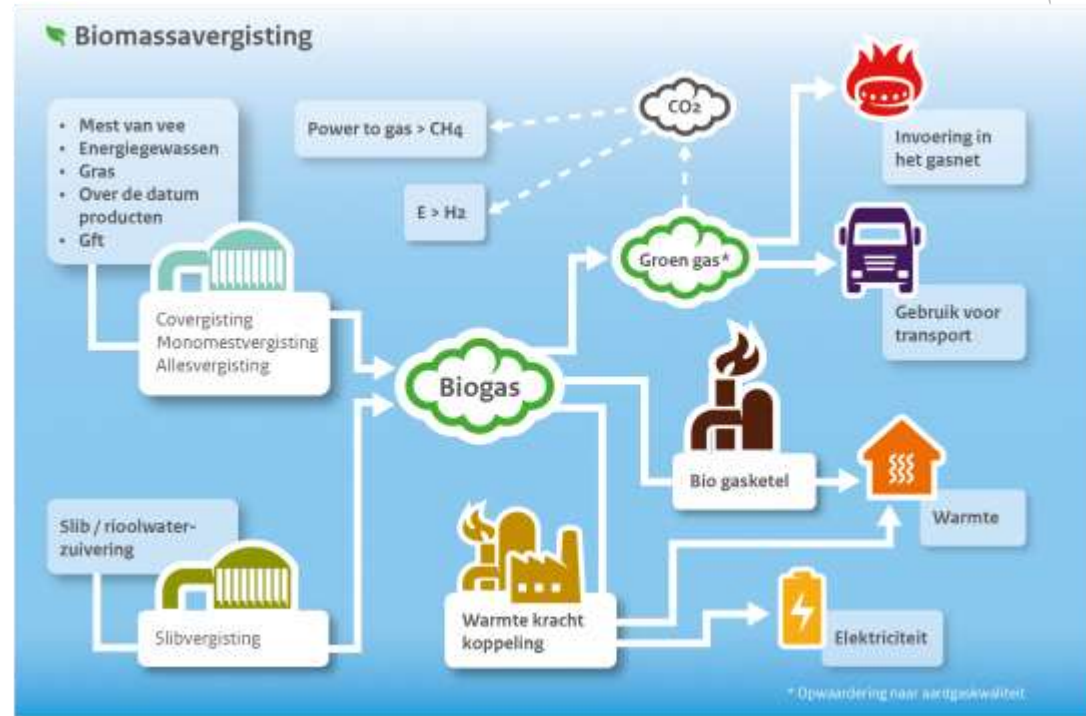 Biomassavergisting
• Mest van vee
• Energiegewassen
• Gras
• Over de datum
producten
• Gft
Covergisting
Monomestvergisting
Allesvergisting
Slib / rioolwater-
zuivering
Slibvergisting
Power to gas > CH4
E > H2
CO2
Groen gas*
Biogas
Invoering in
het gasnet
Gebruik voor
transport
Bio gasketel
Warmte
Warmte kracht
koppeling
Elektriciteit
* Opwaardering naar aardgaskwaliteit